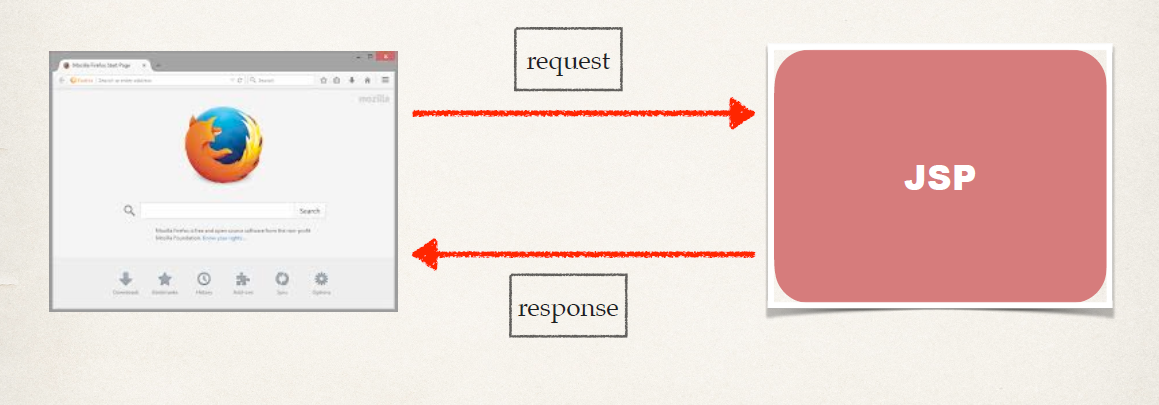 request
Mozilla Firefox Start Page
Search or enter address
Search
mozilla
JSP
Search
Mozilla Firefox is free and open source software from the non-profit
Mozilla Foundation. Know your rights...
Downloads Bookmarks History Add-ons Sync Options
response